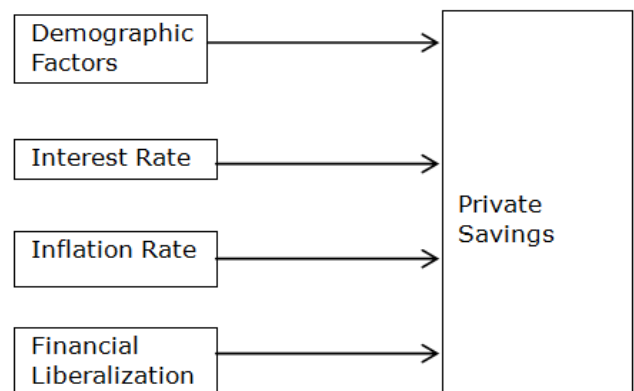 Demographic
Factors
Interest Rate
Inflation Rate
Financial
Liberalization
Private
Savings